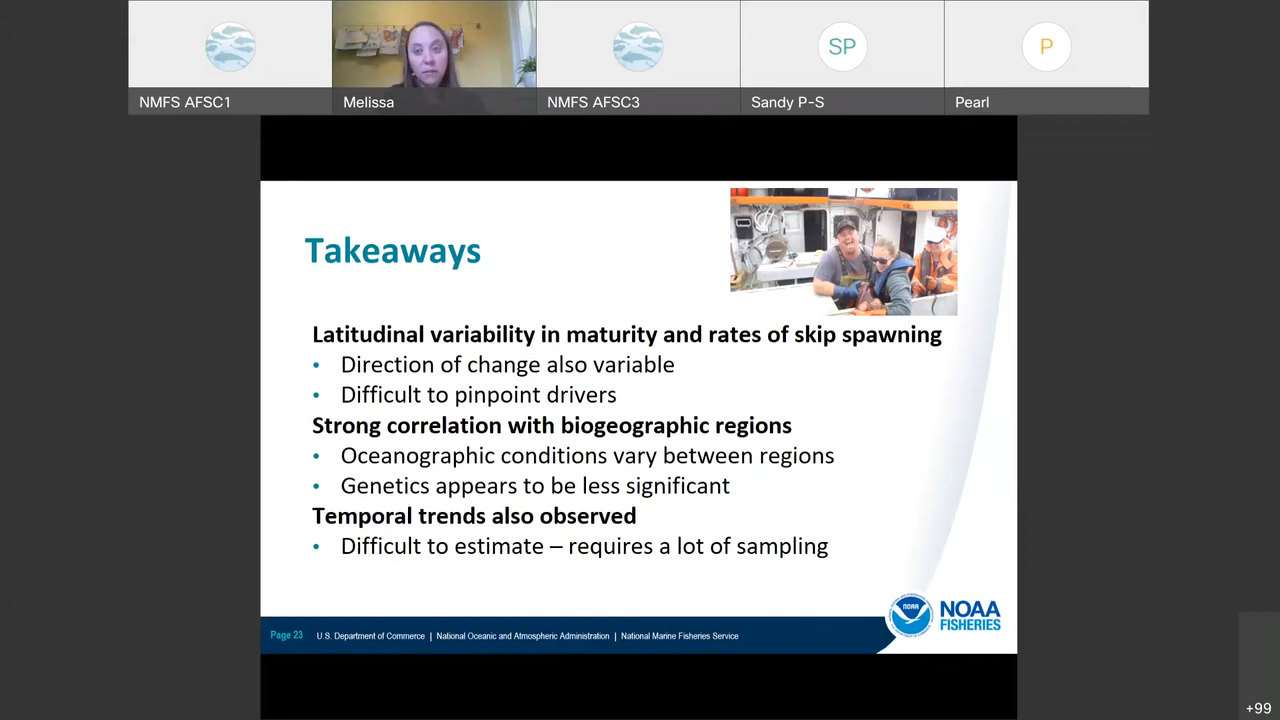 SP
P
NMFS AFSC1
Melissa
NMFS AFSC3
Sandy P-S
Pearl
Takeaways
Latitudinal variability in maturity and rates of skip spawning
• Direction of change also variable
• Difficult to pinpoint drivers
Strong correlation with biogeographic regions
• Oceanographic conditions vary between regions
• Genetics appears to be less significant
Temporal trends also observed
• Difficult to estimate – requires a lot of sampling
NOAA
NOAA
FISHERIES
Page 23 U.S. Department of Commerce | National Oceanic and Atmospheric Administration | National Marine Fisheries Service
+99